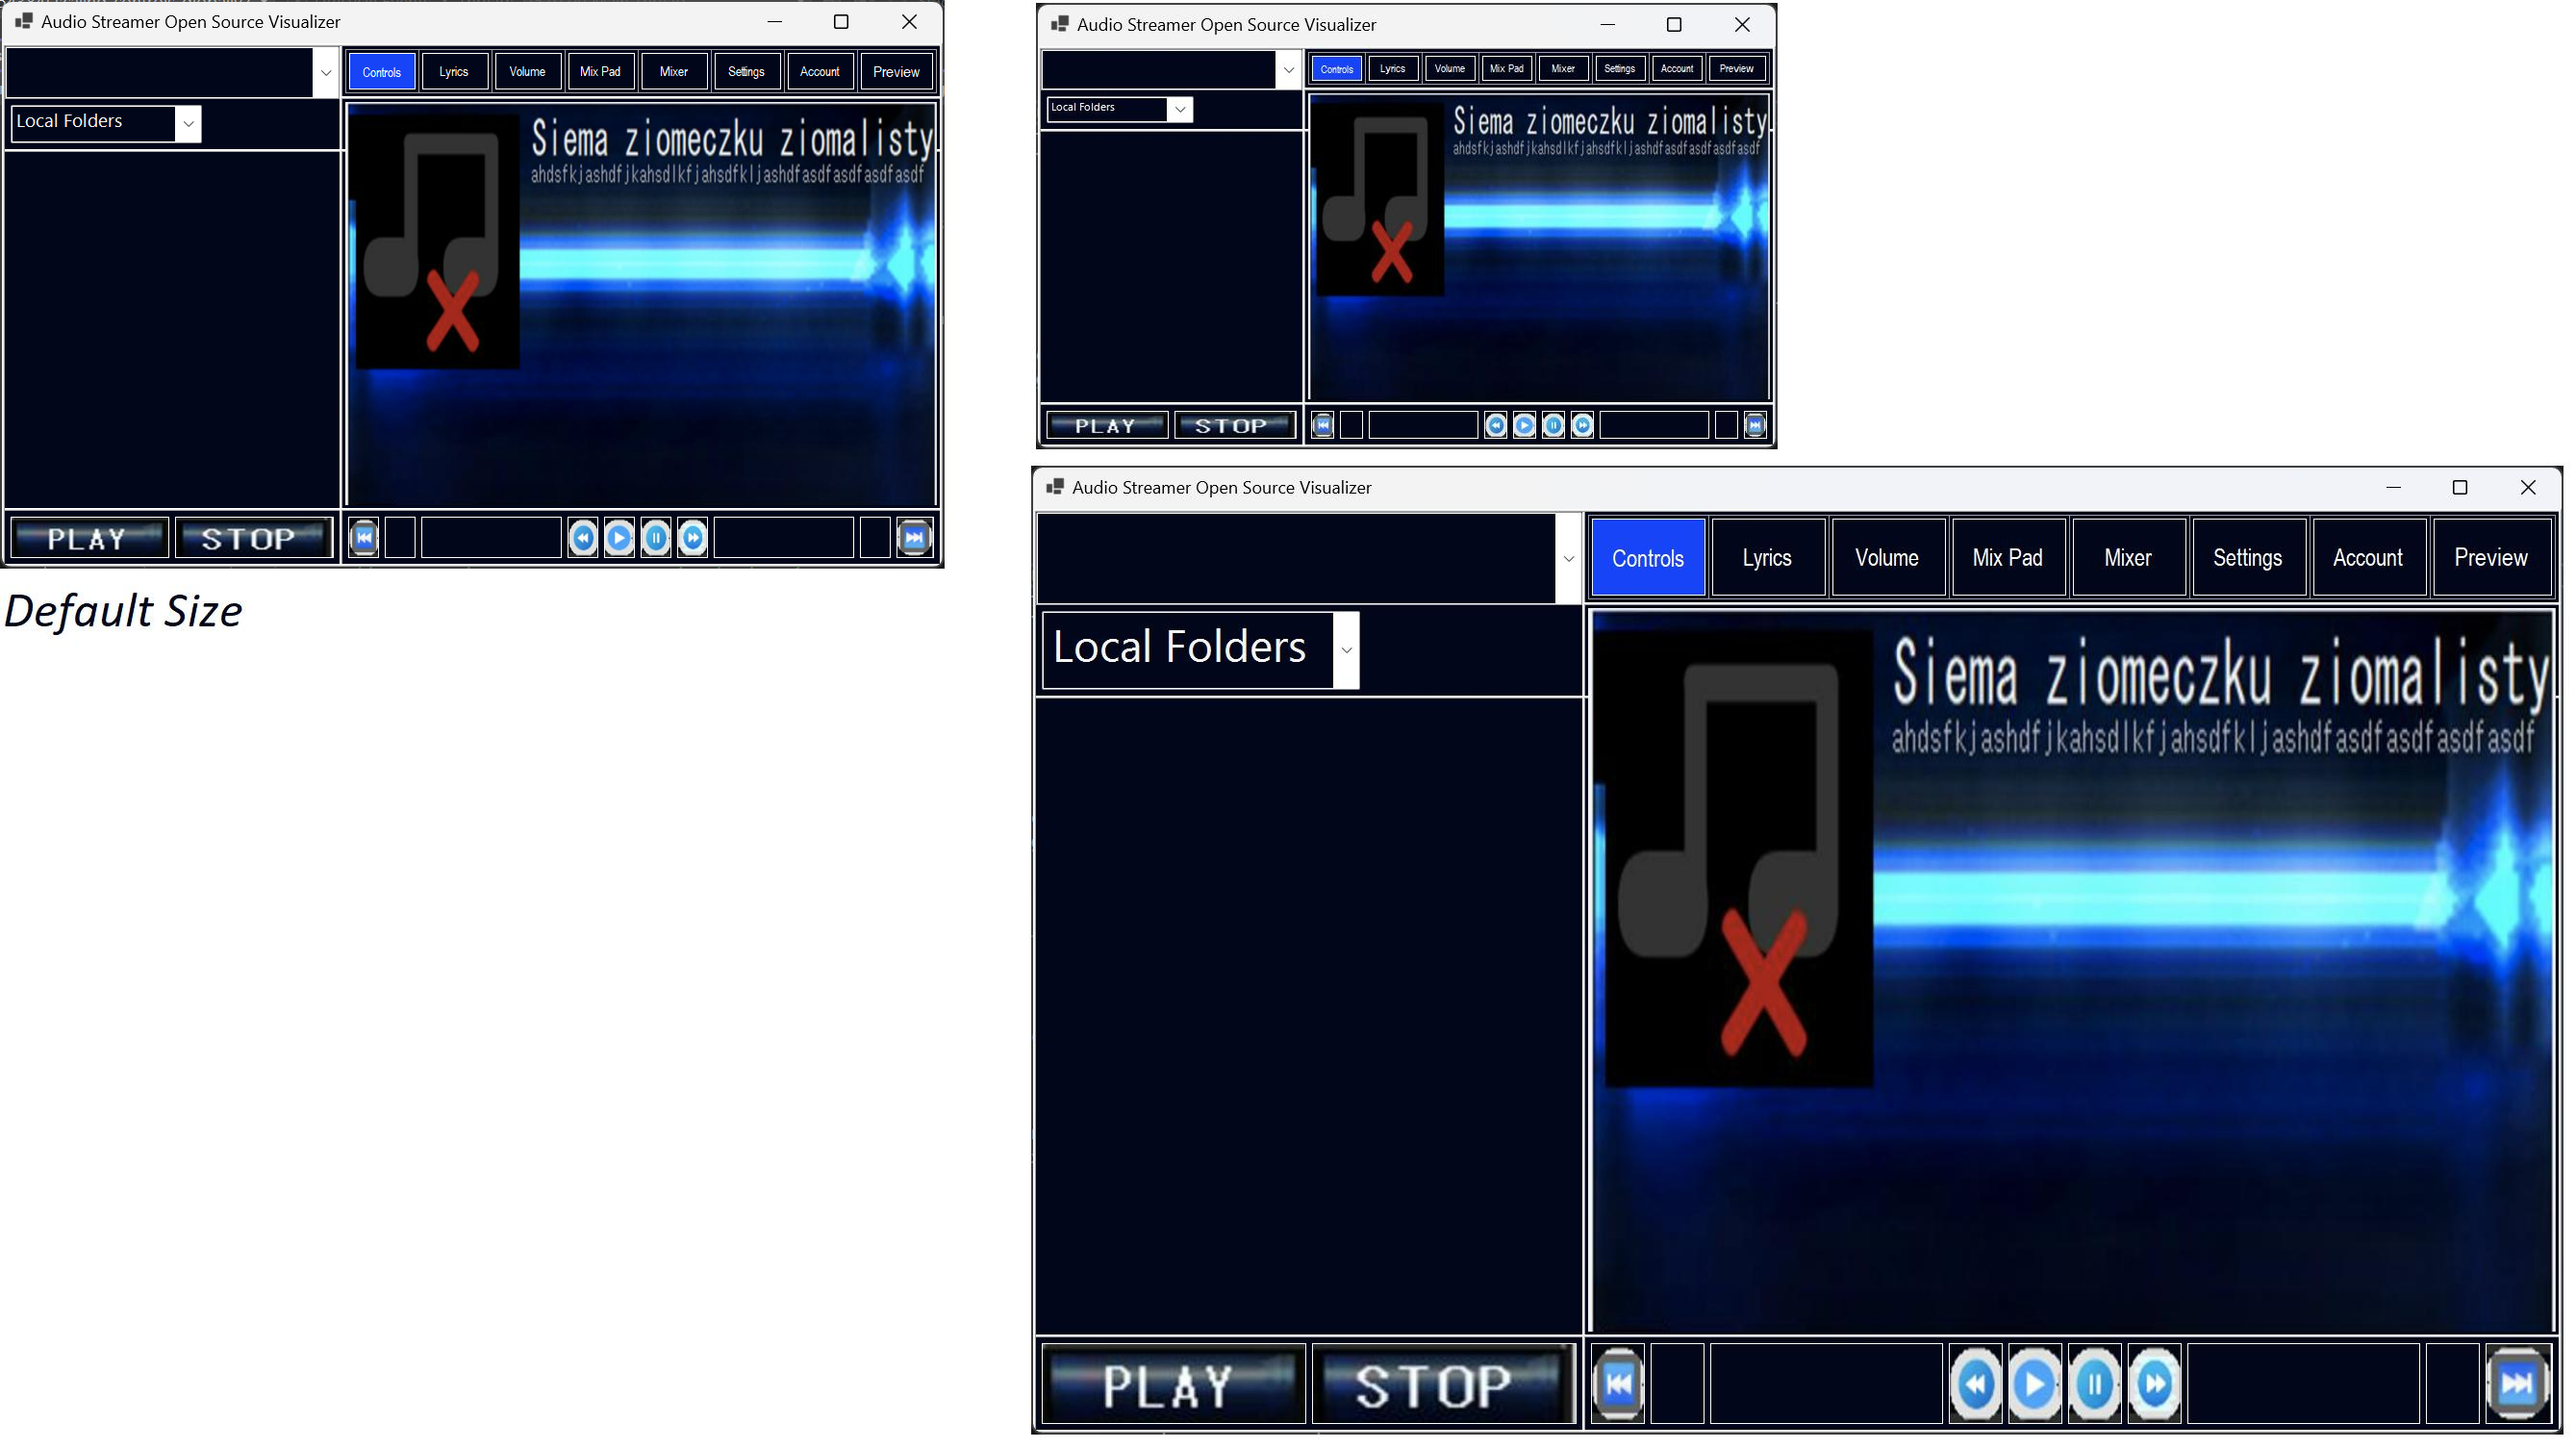 Audio Streamer Open Source Visualizer
Controls Lyrics Volume Mix Pad Mixer Settings Account Preview
Local Folders
Siema ziomeczku ziomalisty
ahdsfkjashdfjkahsdlkfjahsdfkljashdfasdfasdfasdfasdf
PLAY STOP
Default Size
Audio Streamer Open Source Visualizer
Controls Lyrics Volume Mix Pad Mixer Settings Account Preview
Local Folders
Siema ziomeczku ziomalisty
ahdsfkjashdfjkahsdlkfjahsdfkljashdfasdfasdfasdfasdf
PLAY STOP
Audio Streamer Open Source Visualizer
Controls Lyrics Volume Mix Pad Mixer Settings Account Preview
Local Folders
Siema ziomeczku ziomalisty
ahdsfkjashdfjkahsdlkfjahsdfkljashdfasdfasdfasdfasdf
PLAY STOP